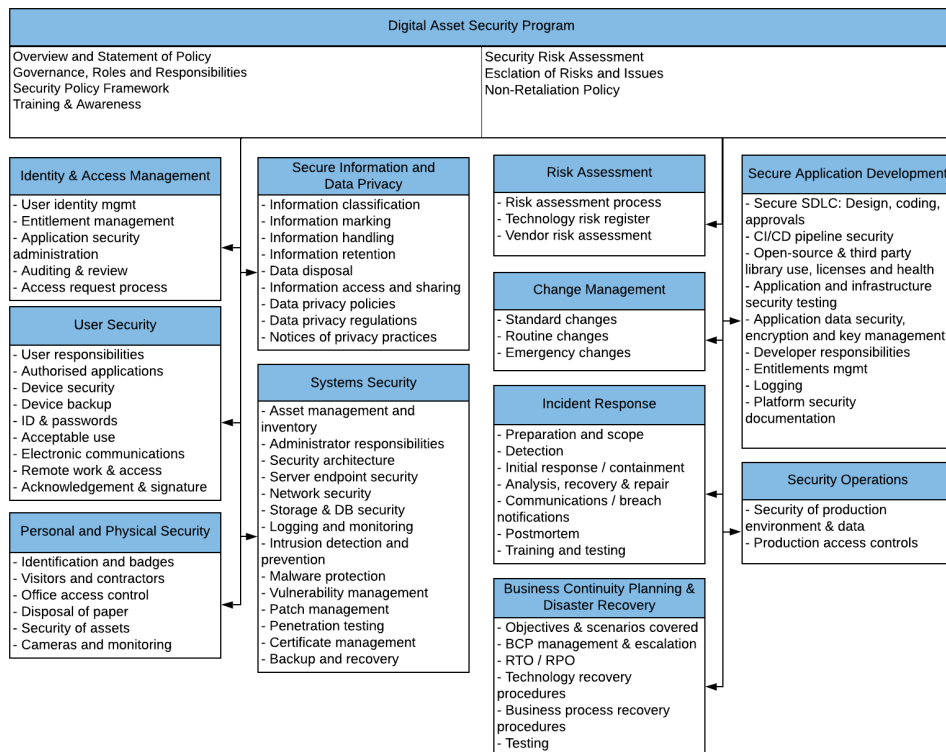 Digital Asset Security Program
Overview and Statement of Policy
Governance, Roles and Responsibilities
Security Policy Framework
Training & Awareness
Security Risk Assessment
Esclation of Risks and Issues
Non-Retaliation Policy
Identity & Access Management
- User identity mgmt
- Entitlement management
- Application security
administration
- Auditing & review
- Access request process
User Security
- User responsibilities
- Authorised applications
- Device security
- Device backup
- ID & passwords
- Acceptable use
- Electronic communications
- Remote work & access
- Acknowledgement & signature
Personal and Physical Security
- Identification and badges
- Visitors and contractors
- Office access control
- Disposal of paper
- Security of assets
- Cameras and monitoring
Secure Information and
Data Privacy
- Information classification
- Information marking
- Information handling
- Information retention
- Data disposal
- Information access and sharing
- Data privacy policies
- Data privacy regulations
- Notices of privacy practices
Systems Security
- Asset management and
inventory
- Administrator responsibilities
- Security architecture
- Server endpoint security
- Network security
- Storage & DB security
- Logging and monitoring
- Intrusion detection and
prevention
- Malware protection
- Vulnerability management
- Patch management
- Penetration testing
- Certificate management
- Backup and recovery
Risk Assessment
- Risk assessment process
- Technology risk register
- Vendor risk assessment
Change Management
- Standard changes
- Routine changes
- Emergency changes
Incident Response
- Preparation and scope
- Detection
- Initial response / containment
- Analysis, recovery & repair
- Communications / breach
notifications
- Postmortem
- Training and testing
Business Continuity Planning &
Disaster Recovery
- Objectives & scenarios covered
- BCP management & escalation
- RTO / RPO
- Technology recovery
procedures
- Business process recovery
procedures
- Testing
Secure Application Development
- Secure SDLC: Design, coding,
approvals
- CI/CD pipeline security
- Open-source & third party
library use, licenses and health
- Application and infrastructure
security testing
- Application data security,
encryption and key management
- Developer responsibilities
- Entitlements mgmt
- Logging
- Platform security
documentation
Security Operations
- Security of production
environment & data
- Production access controls